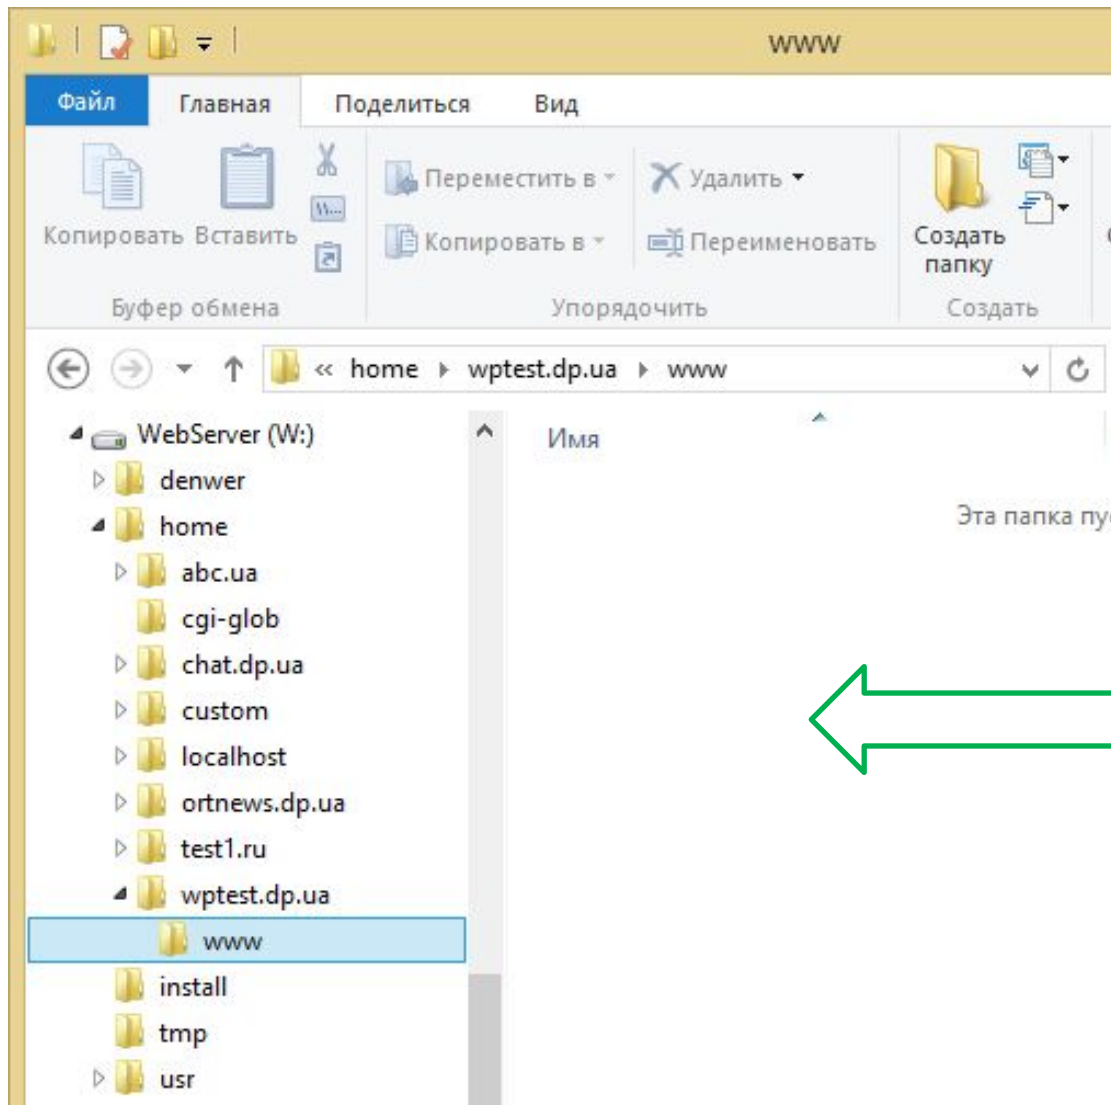 www
Файл Главная Поделиться Вид
Копировать Вставить
Переместить в
Копировать в
Удалить
Переименовать
Создать
папку
Буфер обмена Упорядочить Создать
« home wptest.dp.ua www
WebServer (W:)
denwer
home
abc.ua
cgi-glob
chat.dp.ua
custom
localhost
ortnews.dp.ua
test1.ru
wptest.dp.ua
www
install
tmp
usr
Имя
Эта папка